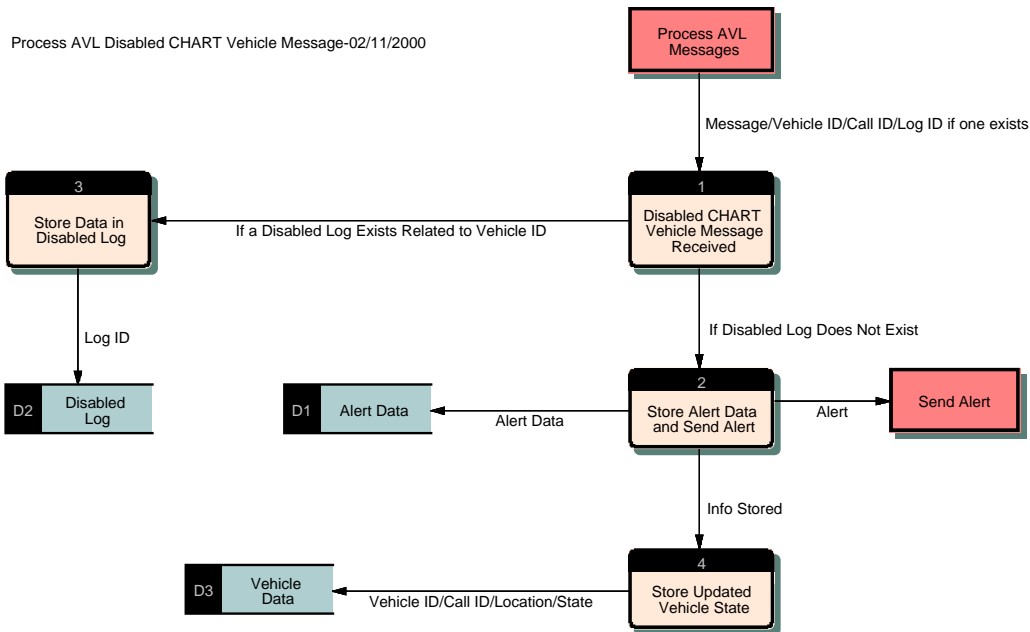 Process AVL Disabled CHART Vehicle Message-02/11/2000
Process AVL
Messages
Message/Vehicle ID/Call ID/Log ID if one exists
3
Store Data in
Disabled Log
If a Disabled Log Exists Related to Vehicle ID
1
Disabled CHART
Vehicle Message
Received
Log ID
If Disabled Log Does Not Exist
D2
Disabled
Log
D1
Alert Data
Alert Data
2
Store Alert Data
and Send Alert
Alert
Send Alert
Info Stored
D3
Vehicle
Data
Vehicle ID/Call ID/Location/State
4
Store Updated
Vehicle State